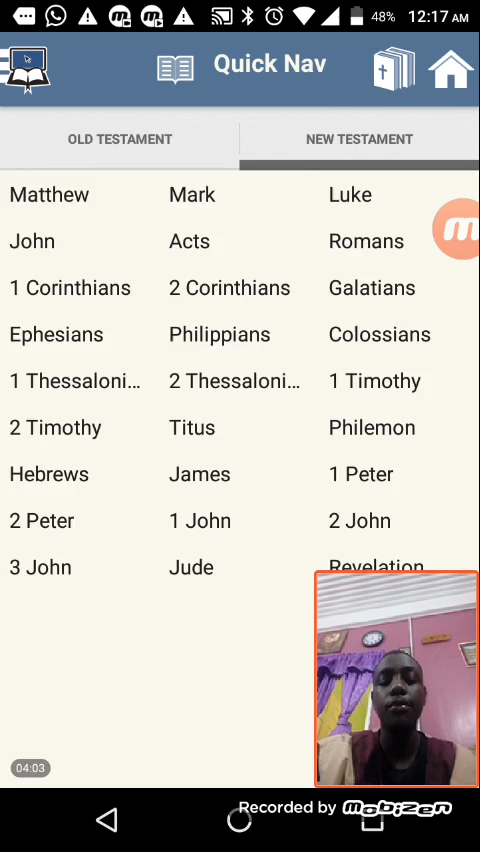 48% 12:17 AM
Quick Nav
OLD TESTAMENT NEW TESTAMENT
Matthew Mark Luke
John Acts Romans
1 Corinthians 2 Corinthians Galatians
Ephesians Philippians Colossians
1 Thessaloni... 2 Thessaloni... 1 Timothy
2 Timothy Titus Philemon
Hebrews James 1 Peter
2 Peter 1 John 2 John
3 John Jude Revelation
04:03
Recorded by mobizen